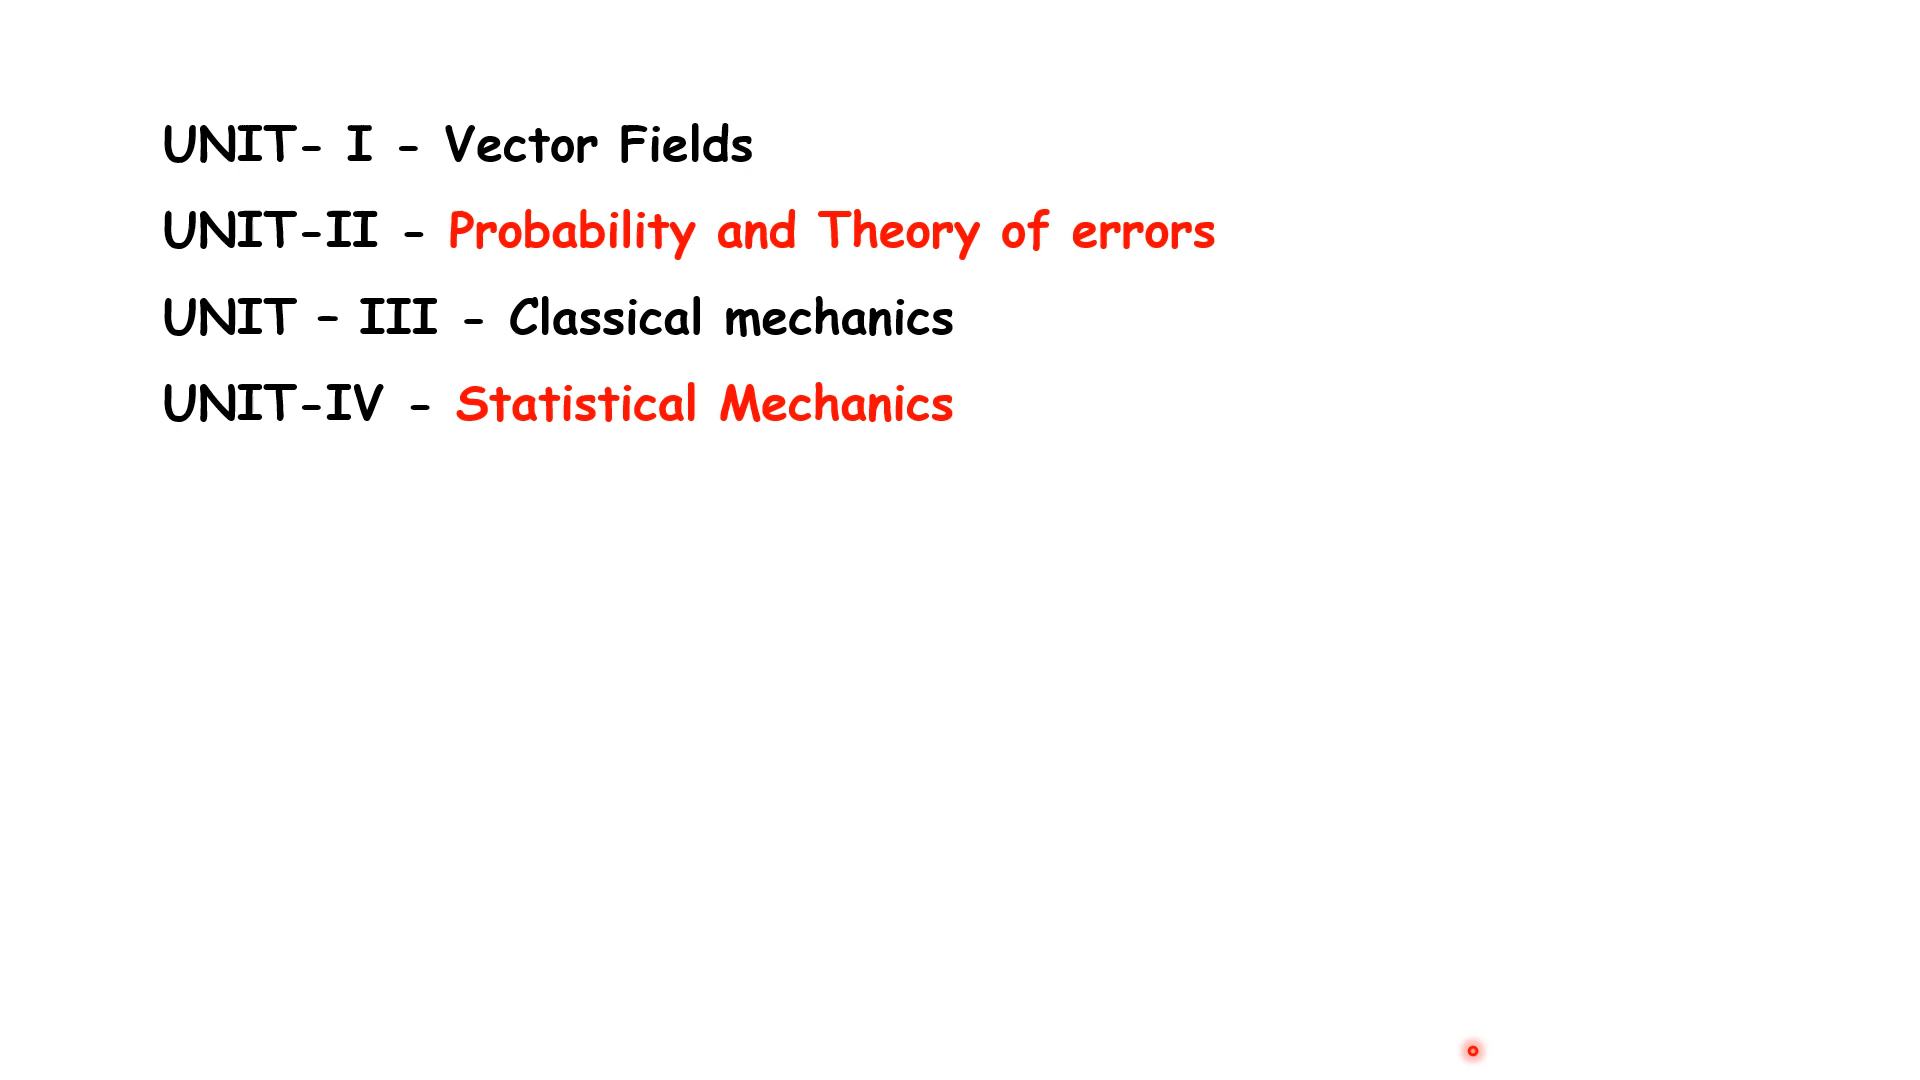 UNIT- I - Vector Fields
UNIT-II - Probability and Theory of errors
UNIT – III - Classical mechanics
UNIT-IV - Statistical Mechanics